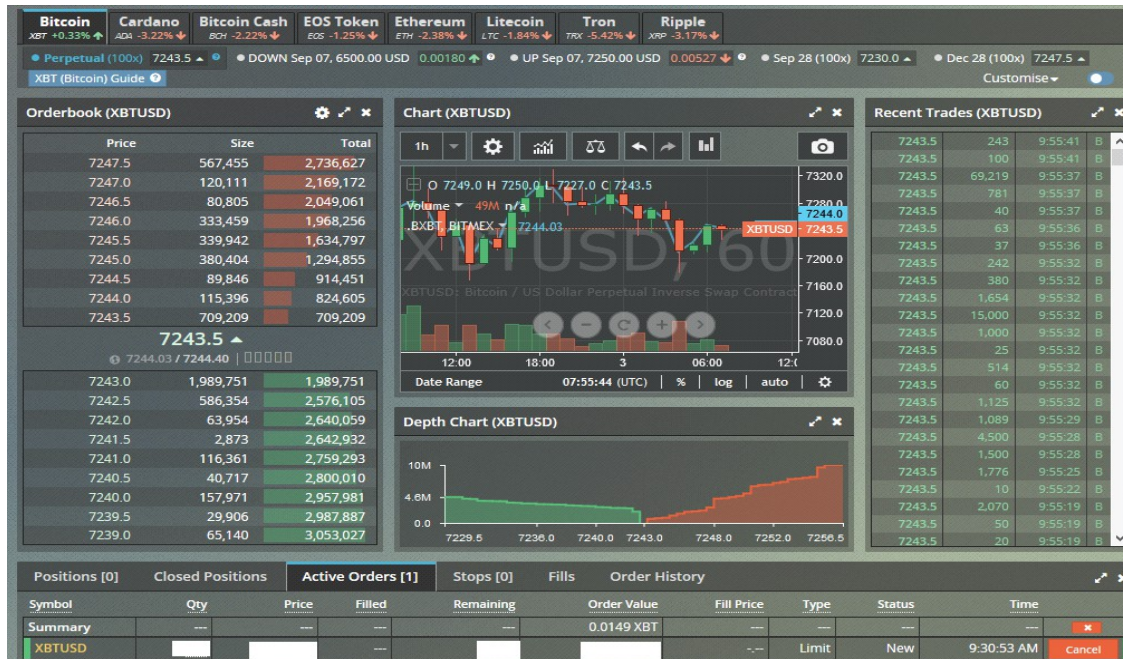 Bitcoin Cardano Bitcoin Cash EOS Token Ethereum Litecoin Tron Ripple
XBT +0.33% ADA -3.22% BCH -2.22% EOS -1.25% ETH -2.38% LTC -1.84% TRX -5.42% XRP -3.17%
Perpetual (100x) 7243.5 DOWN Sep 07, 6500.00 USD 0.00180 UP Sep 07, 7250.00 USD 0.00527 Sep 28 (100x) 7230.0 Dec 28 (100x) 7247.5
XBT (Bitcoin) Guide Customise
Orderbook (XBTUSD)
Price Size Total
7247.5 567,455 2,736,627
7247.0 120,111 2,169,172
7246.5 80,805 2,049,061
7246.0 333,459 1,968,256
7245.5 339,942 1,634,797
7245.0 380,404 1,294,855
7244.5 89,846 914,451
7244.0 115,396 824,605
7243.5 709,209 709,209
7243.5
7244.03 / 7244.40
7243.0 1,989,751 1,989,751
7242.5 586,354 2,576,105
7242.0 63,954 2,640,059
7241.5 2,873 2,642,932
7241.0 116,361 2,759,293
7240.5 40,717 2,800,010
7240.0 157,971 2,957,981
7239.5 29,906 2,987,887
7239.0 65,140 3,053,027
Chart (XBTUSD)
1h
O 7249.0 H 7250.0 L 7227.0 C 7243.5
Volume 49M n/a
.BXBT, BITMEX 7244.03
XBTUSD, 60
XBTUSD: Bitcoin / US Dollar Perpetual Inverse Swap Contract
7320.0
7280.0
7244.0
XBTUSD 7243.5
7200.0
7160.0
7120.0
7080.0
12:00 18:00 3 06:00 12:
Date Range 07:55:44 (UTC) % log auto
Depth Chart (XBTUSD)
10M
4.6M
0.0
7229.5 7236.0 7240.0 7243.0 7248.0 7252.0 7256.5
Recent Trades (XBTUSD)
7243.5 243 9:55:41 B
7243.5 100 9:55:41 B
7243.5 69,219 9:55:37 B
7243.5 781 9:55:37 B
7243.5 40 9:55:37 B
7243.5 63 9:55:36 B
7243.5 37 9:55:36 B
7243.5 242 9:55:32 B
7243.5 380 9:55:32 B
7243.5 1,654 9:55:32 B
7243.5 15,000 9:55:32 B
7243.5 1,000 9:55:32 B
7243.5 25 9:55:32 B
7243.5 514 9:55:32 B
7243.5 60 9:55:32 B
7243.5 1,125 9:55:32 B
7243.5 1,089 9:55:29 B
7243.5 4,500 9:55:28 B
7243.5 1,500 9:55:28 B
7243.5 1,776 9:55:25 B
7243.5 10 9:55:22 B
7243.5 2,070 9:55:19 B
7243.5 50 9:55:19 B
7243.5 20 9:55:19 B
Positions [0] Closed Positions Active Orders [1] Stops [0] Fills Order History
Symbol Qty Price Filled Remaining Order Value Fill Price Type Status Time
Summary --- --- --- --- 0.0149 XBT --- --- --- ---
XBTUSD --- -.-- Limit New 9:30:53 AM Cancel